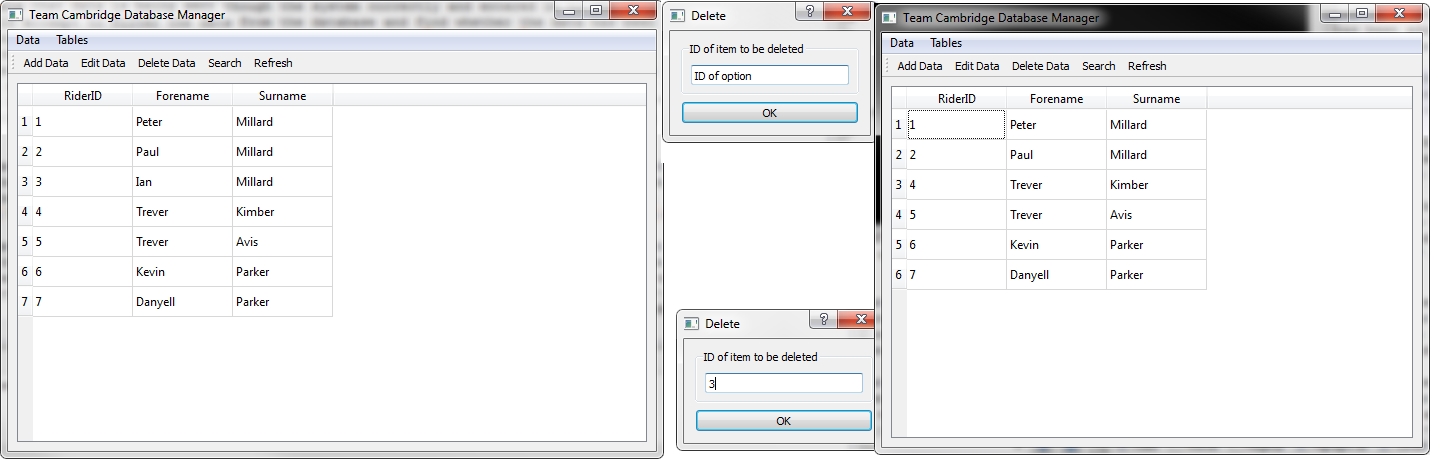 Team Cambridge Database Manager
Data Tables
Add Data Edit Data Delete Data Search Refresh
RiderID Forename Surname
1 1 Peter Millard
2 2 Paul Millard
3 3 Ian Millard
4 4 Trever Kimber
5 5 Trever Avis
6 6 Kevin Parker
7 7 Danyell Parker
Delete
ID of item to be deleted
ID of option
OK
Delete
ID of item to be deleted
3
OK
Team Cambridge Database Manager
Data Tables
Add Data Edit Data Delete Data Search Refresh
RiderID Forename Surname
1 1 Peter Millard
2 2 Paul Millard
3 4 Trever Kimber
4 5 Trever Avis
5 6 Kevin Parker
6 7 Danyell Parker